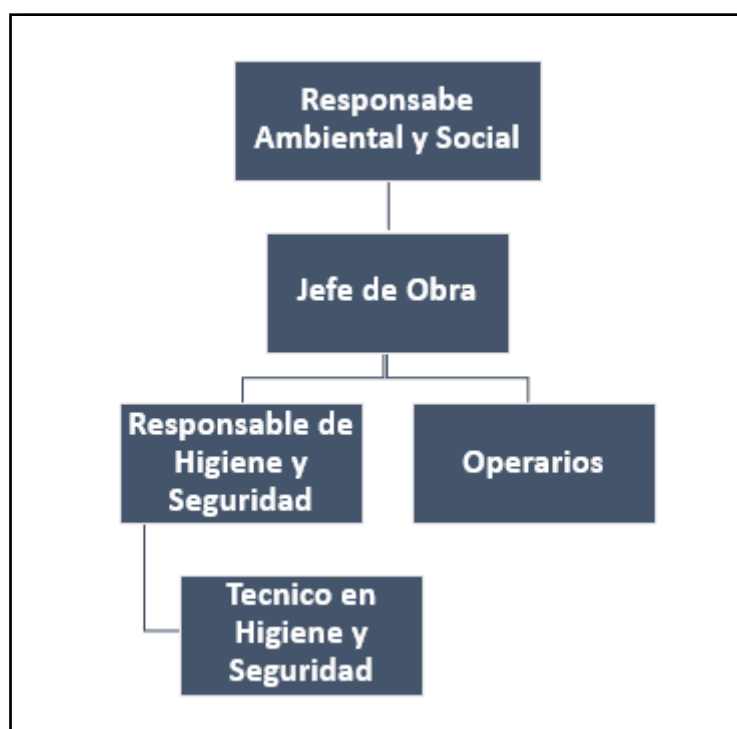 Responsabe
Ambiental y Social
Jefe de Obra
Responsable de
Higiene y
Seguridad
Operarios
Tecnico en
Higiene y
Seguridad